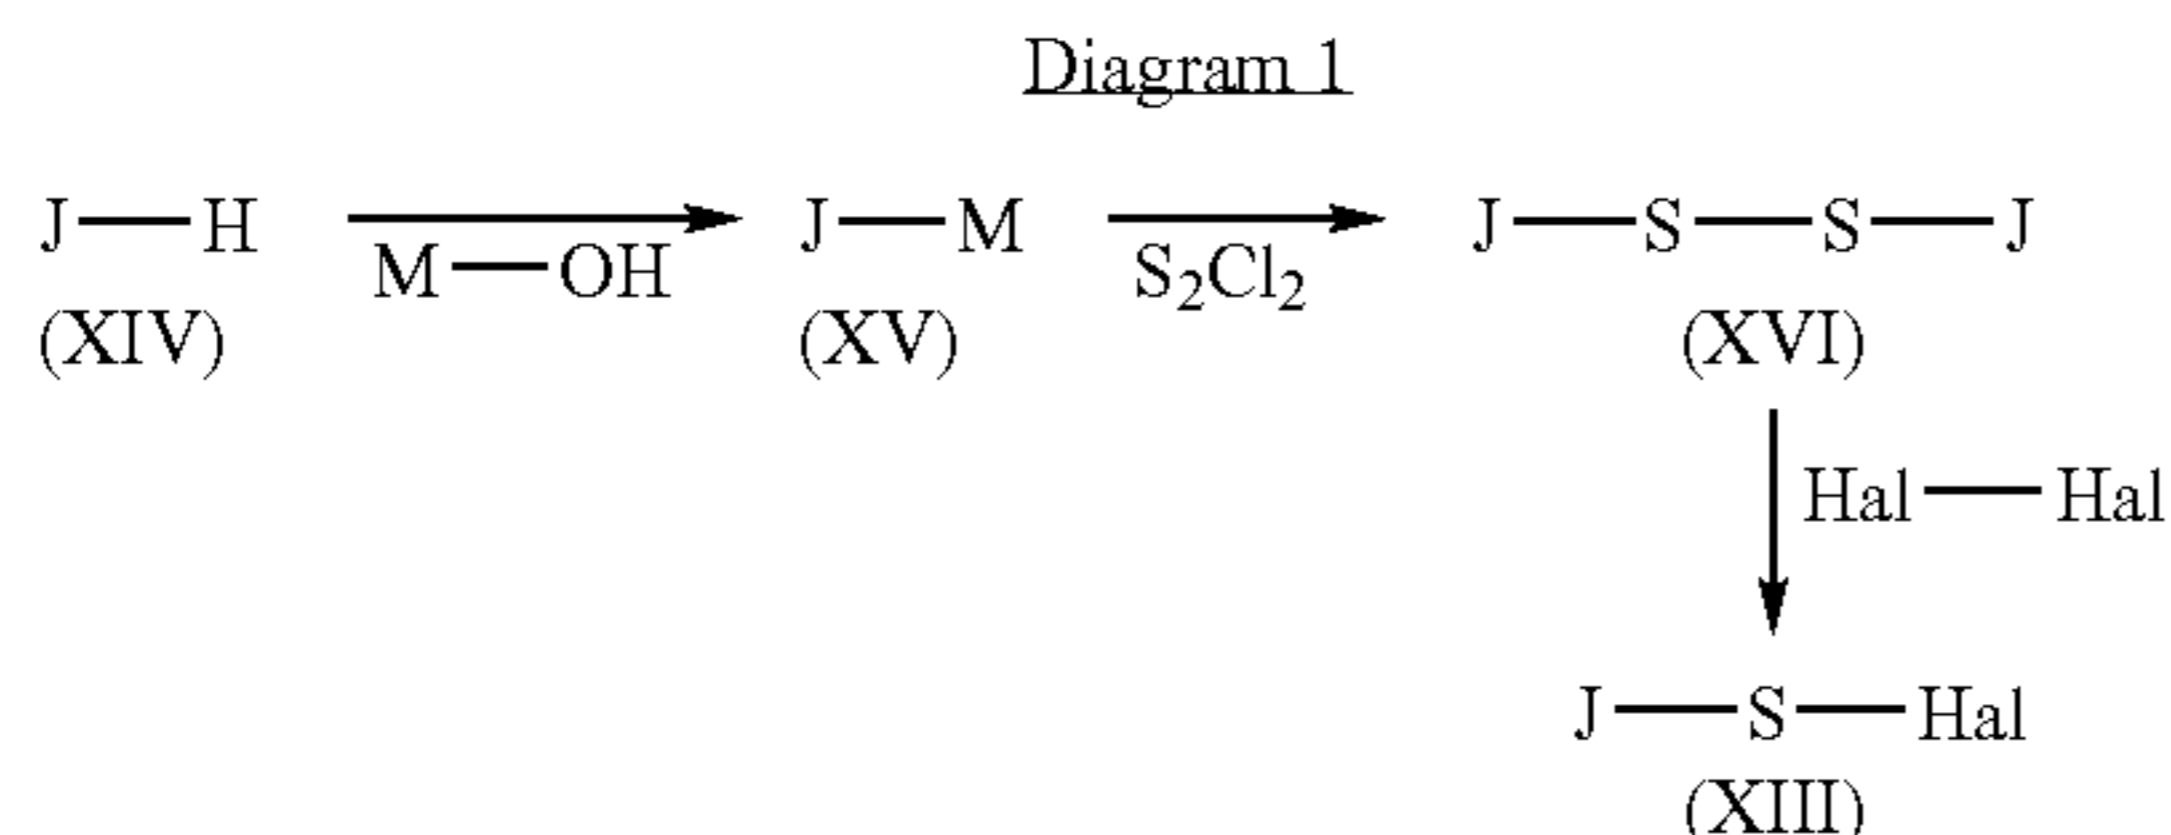 Diagram 1
J—H M—OH J—M S₂Cl₂ J—S—S—J
(XIV) (XV) (XVI)
Hal—Hal
J—S—Hal
(XIII)